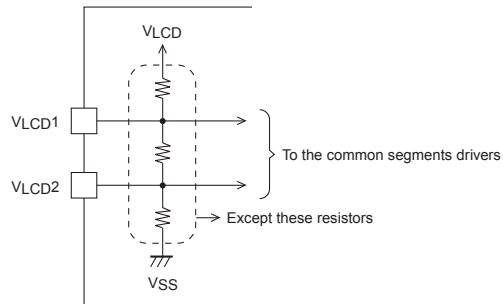 VLCD
VLCD1
To the common segments drivers
VLCD2
Except these resistors
VSS